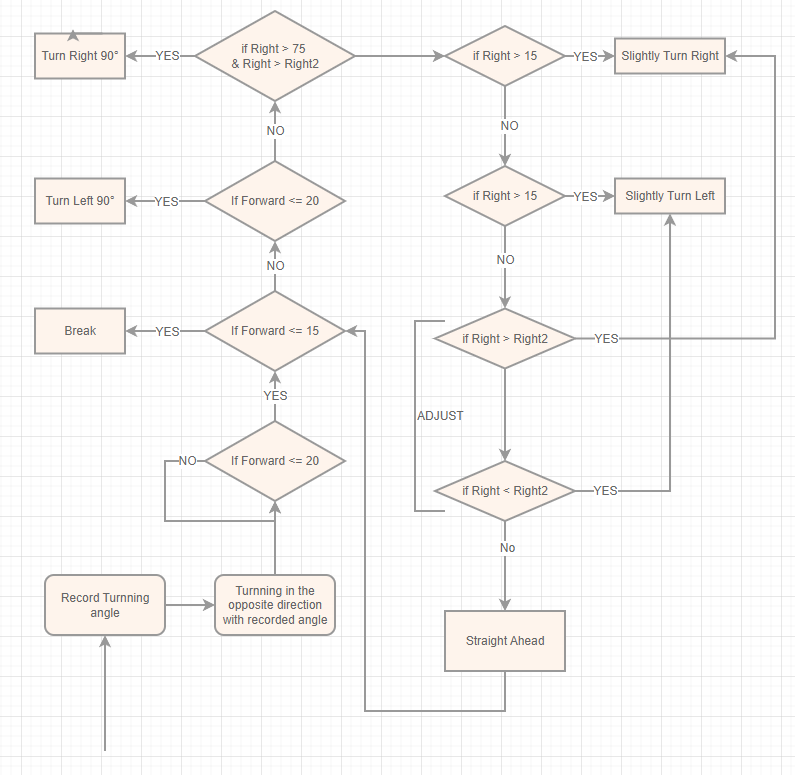 if Right > 75
& Right > Right2
YES
Turn Right 90°
if Right > 15
YES
Slightly Turn Right
NO
NO
Turn Left 90°
YES
If Forward <= 20
if Right > 15
YES
Slightly Turn Left
NO
NO
Break
YES
If Forward <= 15
if Right > Right2
YES
YES
ADJUST
NO
If Forward <= 20
if Right < Right2
YES
No
Record Turnning
angle
Turnning in the
opposite direction
with recorded angle
Straight Ahead